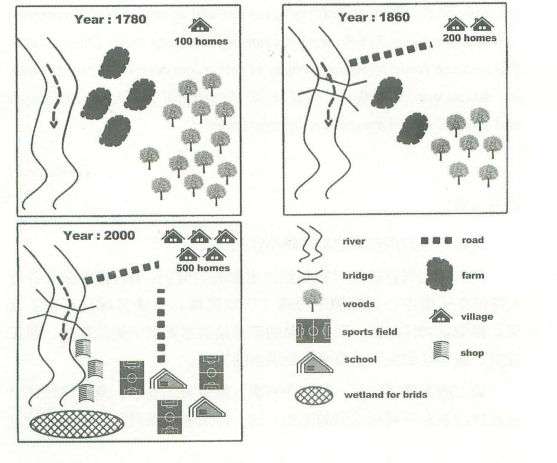 Year : 1780
100 homes
Year : 1860
200 homes
Year : 2000
500 homes
river
road
bridge
farm
woods
village
sports field
shop
school
wetland for brids